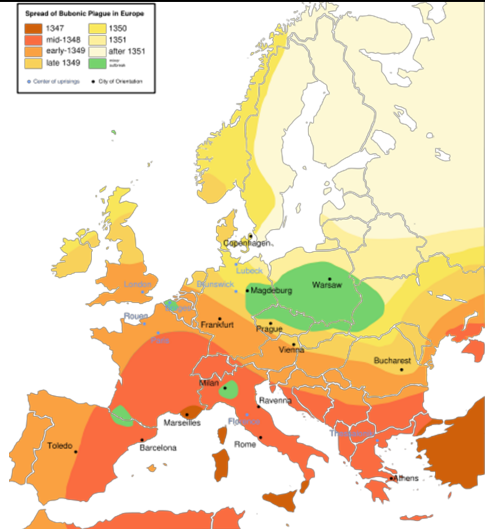 Spread of Bubonic Plague in Europe
1347
mid-1348
early-1349
late 1349
1350
1351
after 1351
minor
outbreak
Center of uprisings
City of Orientation
Copenhagen
Lubeck
London
Brunswick
Magdeburg
Warsaw
Rouen
Frankfurt
Prague
Vienna
Bucharest
Milan
Ravenna
Marseilles
Rome
Toledo
Barcelona
Athens